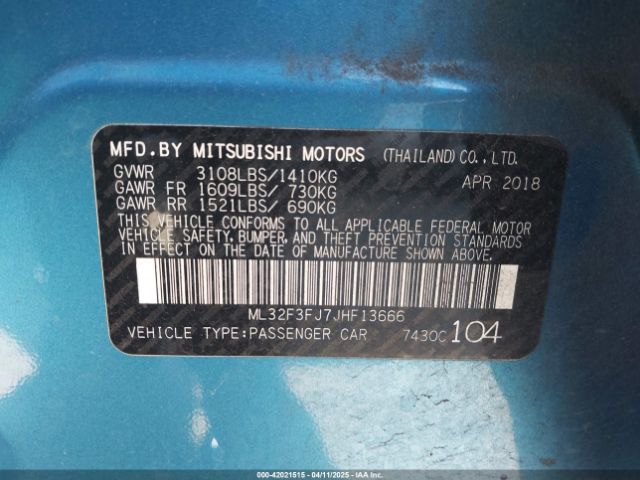 MFD.BY MITSUBISHI MOTORS (THAILAND) CO.,LTD.
GVWR 3108LBS/1410KG APR 2018
GAWR FR 1609LBS/ 730KG
GAWR RR 1521LBS/ 690KG
THIS VEHICLE CONFORMS TO ALL APPLICABLE FEDERAL MOTOR
VEHICLE SAFETY, BUMPER, AND THEFT PREVENTION STANDARDS
IN EFFECT ON THE DATE OF MANUFACTURE SHOWN ABOVE.
ML32F3FJ7JHF13666
VEHICLE TYPE:PASSENGER CAR 7430C 104
000-42021515 - 04/11/2025 - IAAI.COM